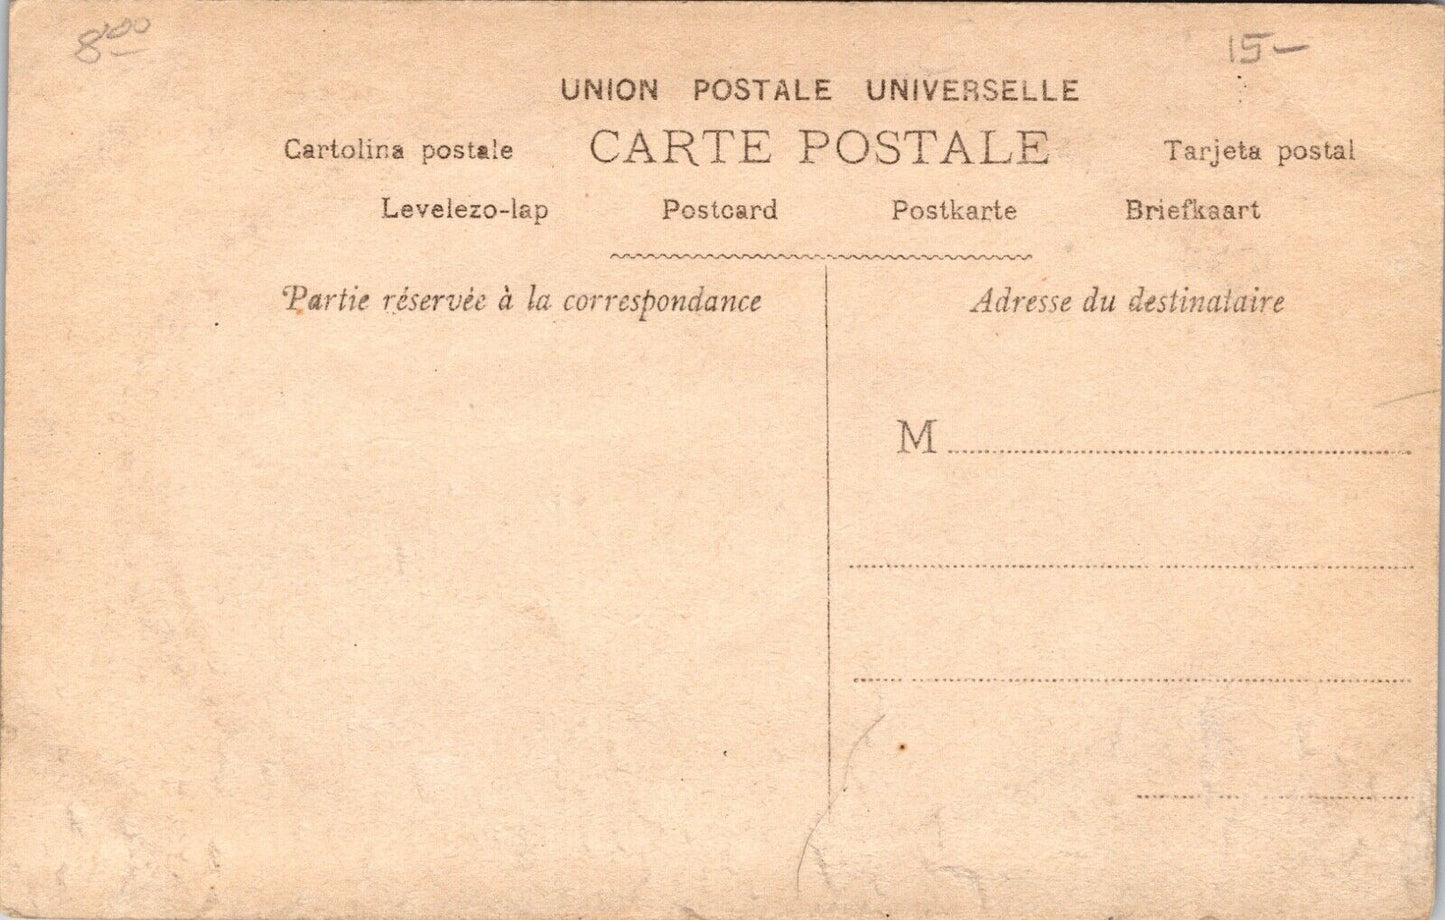 8⁰⁰
15—
UNION POSTALE UNIVERSELLE
Cartolina postale CARTE POSTALE Tarjeta postal
Levelezo-lap Postcard Postkarte Briefkaart
Partie réservée à la correspondance
Adresse du destinataire
M